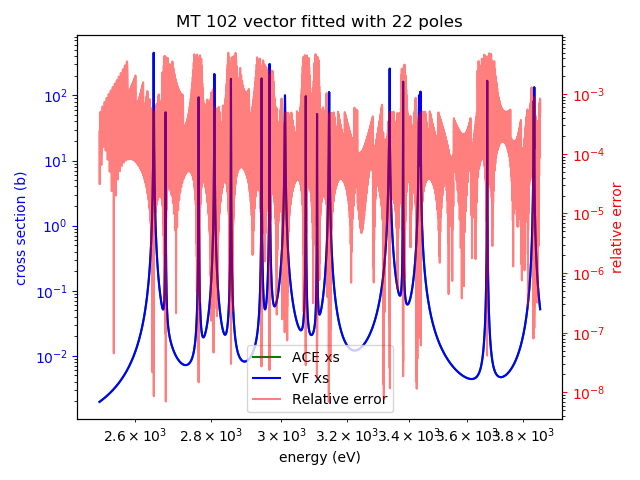 MT 102 vector fitted with 22 poles
10²
10¹
10⁰
10⁻¹
10⁻²
cross section (b)
10⁻³
10⁻⁴
10⁻⁵
10⁻⁶
10⁻⁷
10⁻⁸
relative error
ACE xs
VF xs
Relative error
2.6 × 10³ 2.8 × 10³ 3 × 10³ 3.2 × 10³ 3.4 × 10³ 3.6 × 10³ 3.8 × 10³
energy (eV)